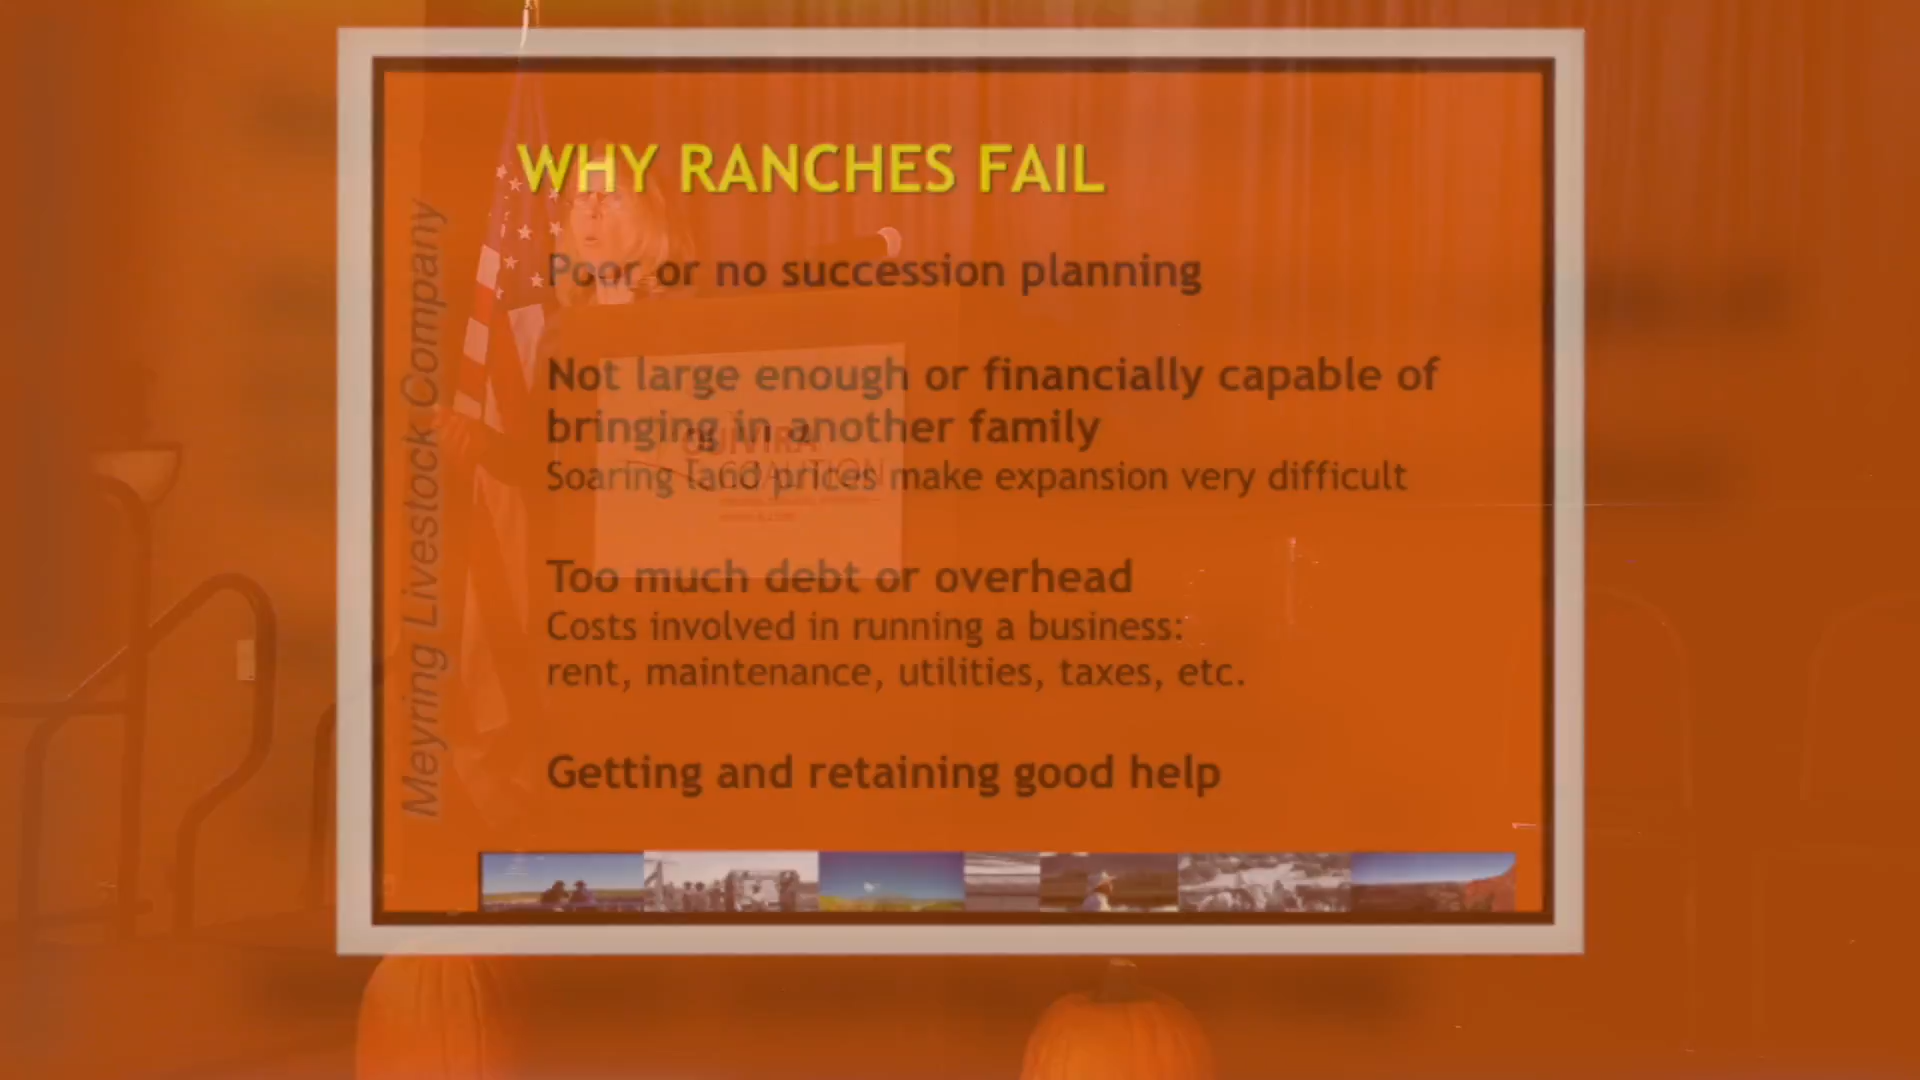 WHY RANCHES FAIL
Poor or no succession planning
Not large enough or financially capable of
bringing in another family
Soaring land prices make expansion very difficult
Too much debt or overhead
Costs involved in running a business:
rent, maintenance, utilities, taxes, etc.
Getting and retaining good help
Meyring Livestock Company
QUIVIRA
COALITION